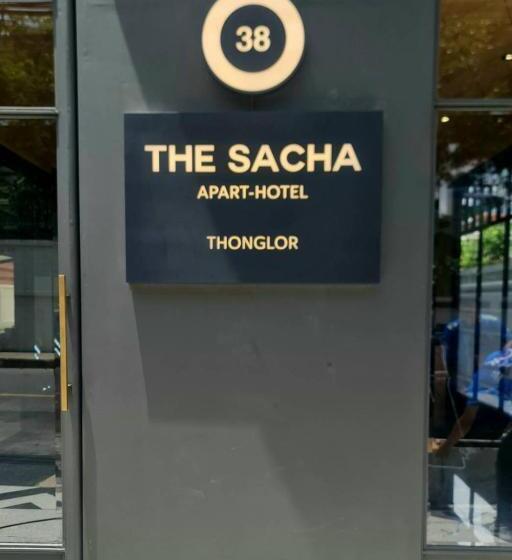 38
THE SACHA
APART-HOTEL
THONGLOR